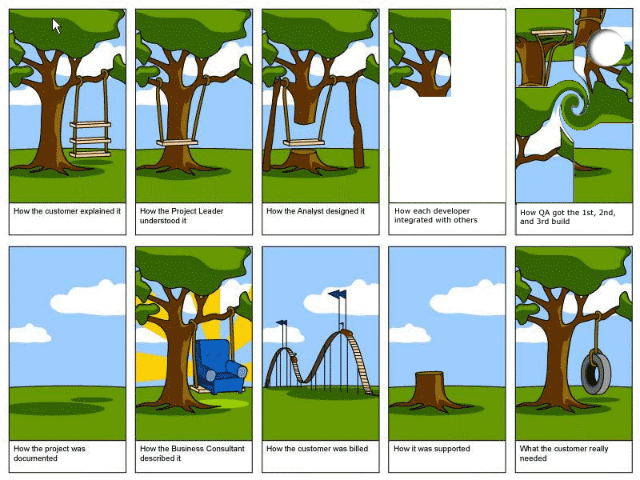 How the customer explained it
How the Project Leader
understood it
How the Analyst designed it
How each developer
integrated with others
How QA got the 1st, 2nd,
and 3rd build
How the project was
documented
How the Business Consultant
described it
How the customer was billed
How it was supported
What the customer really
needed